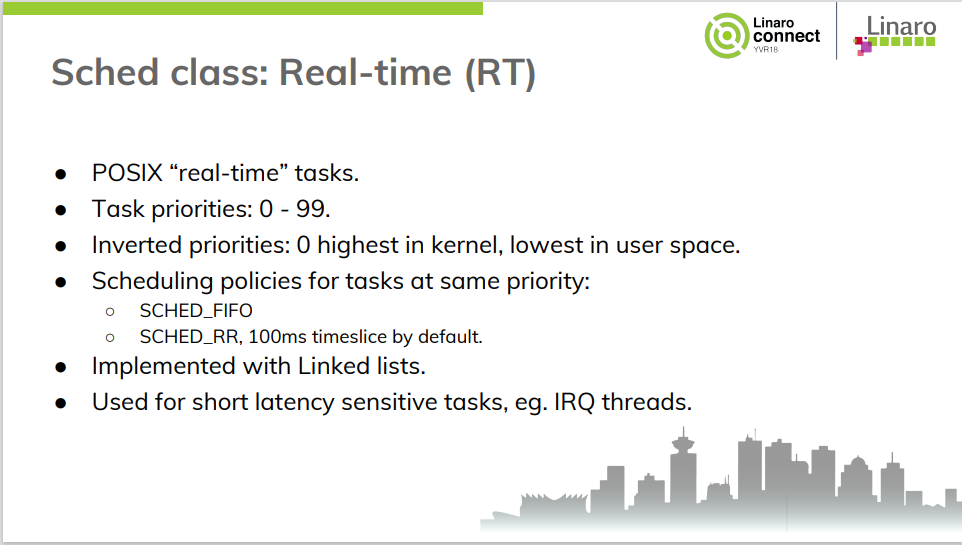 Linaro
connect
YVR18
Linaro
Sched class: Real-time (RT)
● POSIX “real-time” tasks.
● Task priorities: 0 - 99.
● Inverted priorities: 0 highest in kernel, lowest in user space.
● Scheduling policies for tasks at same priority:
○ SCHED_FIFO
○ SCHED_RR, 100ms timeslice by default.
● Implemented with Linked lists.
● Used for short latency sensitive tasks, eg. IRQ threads.